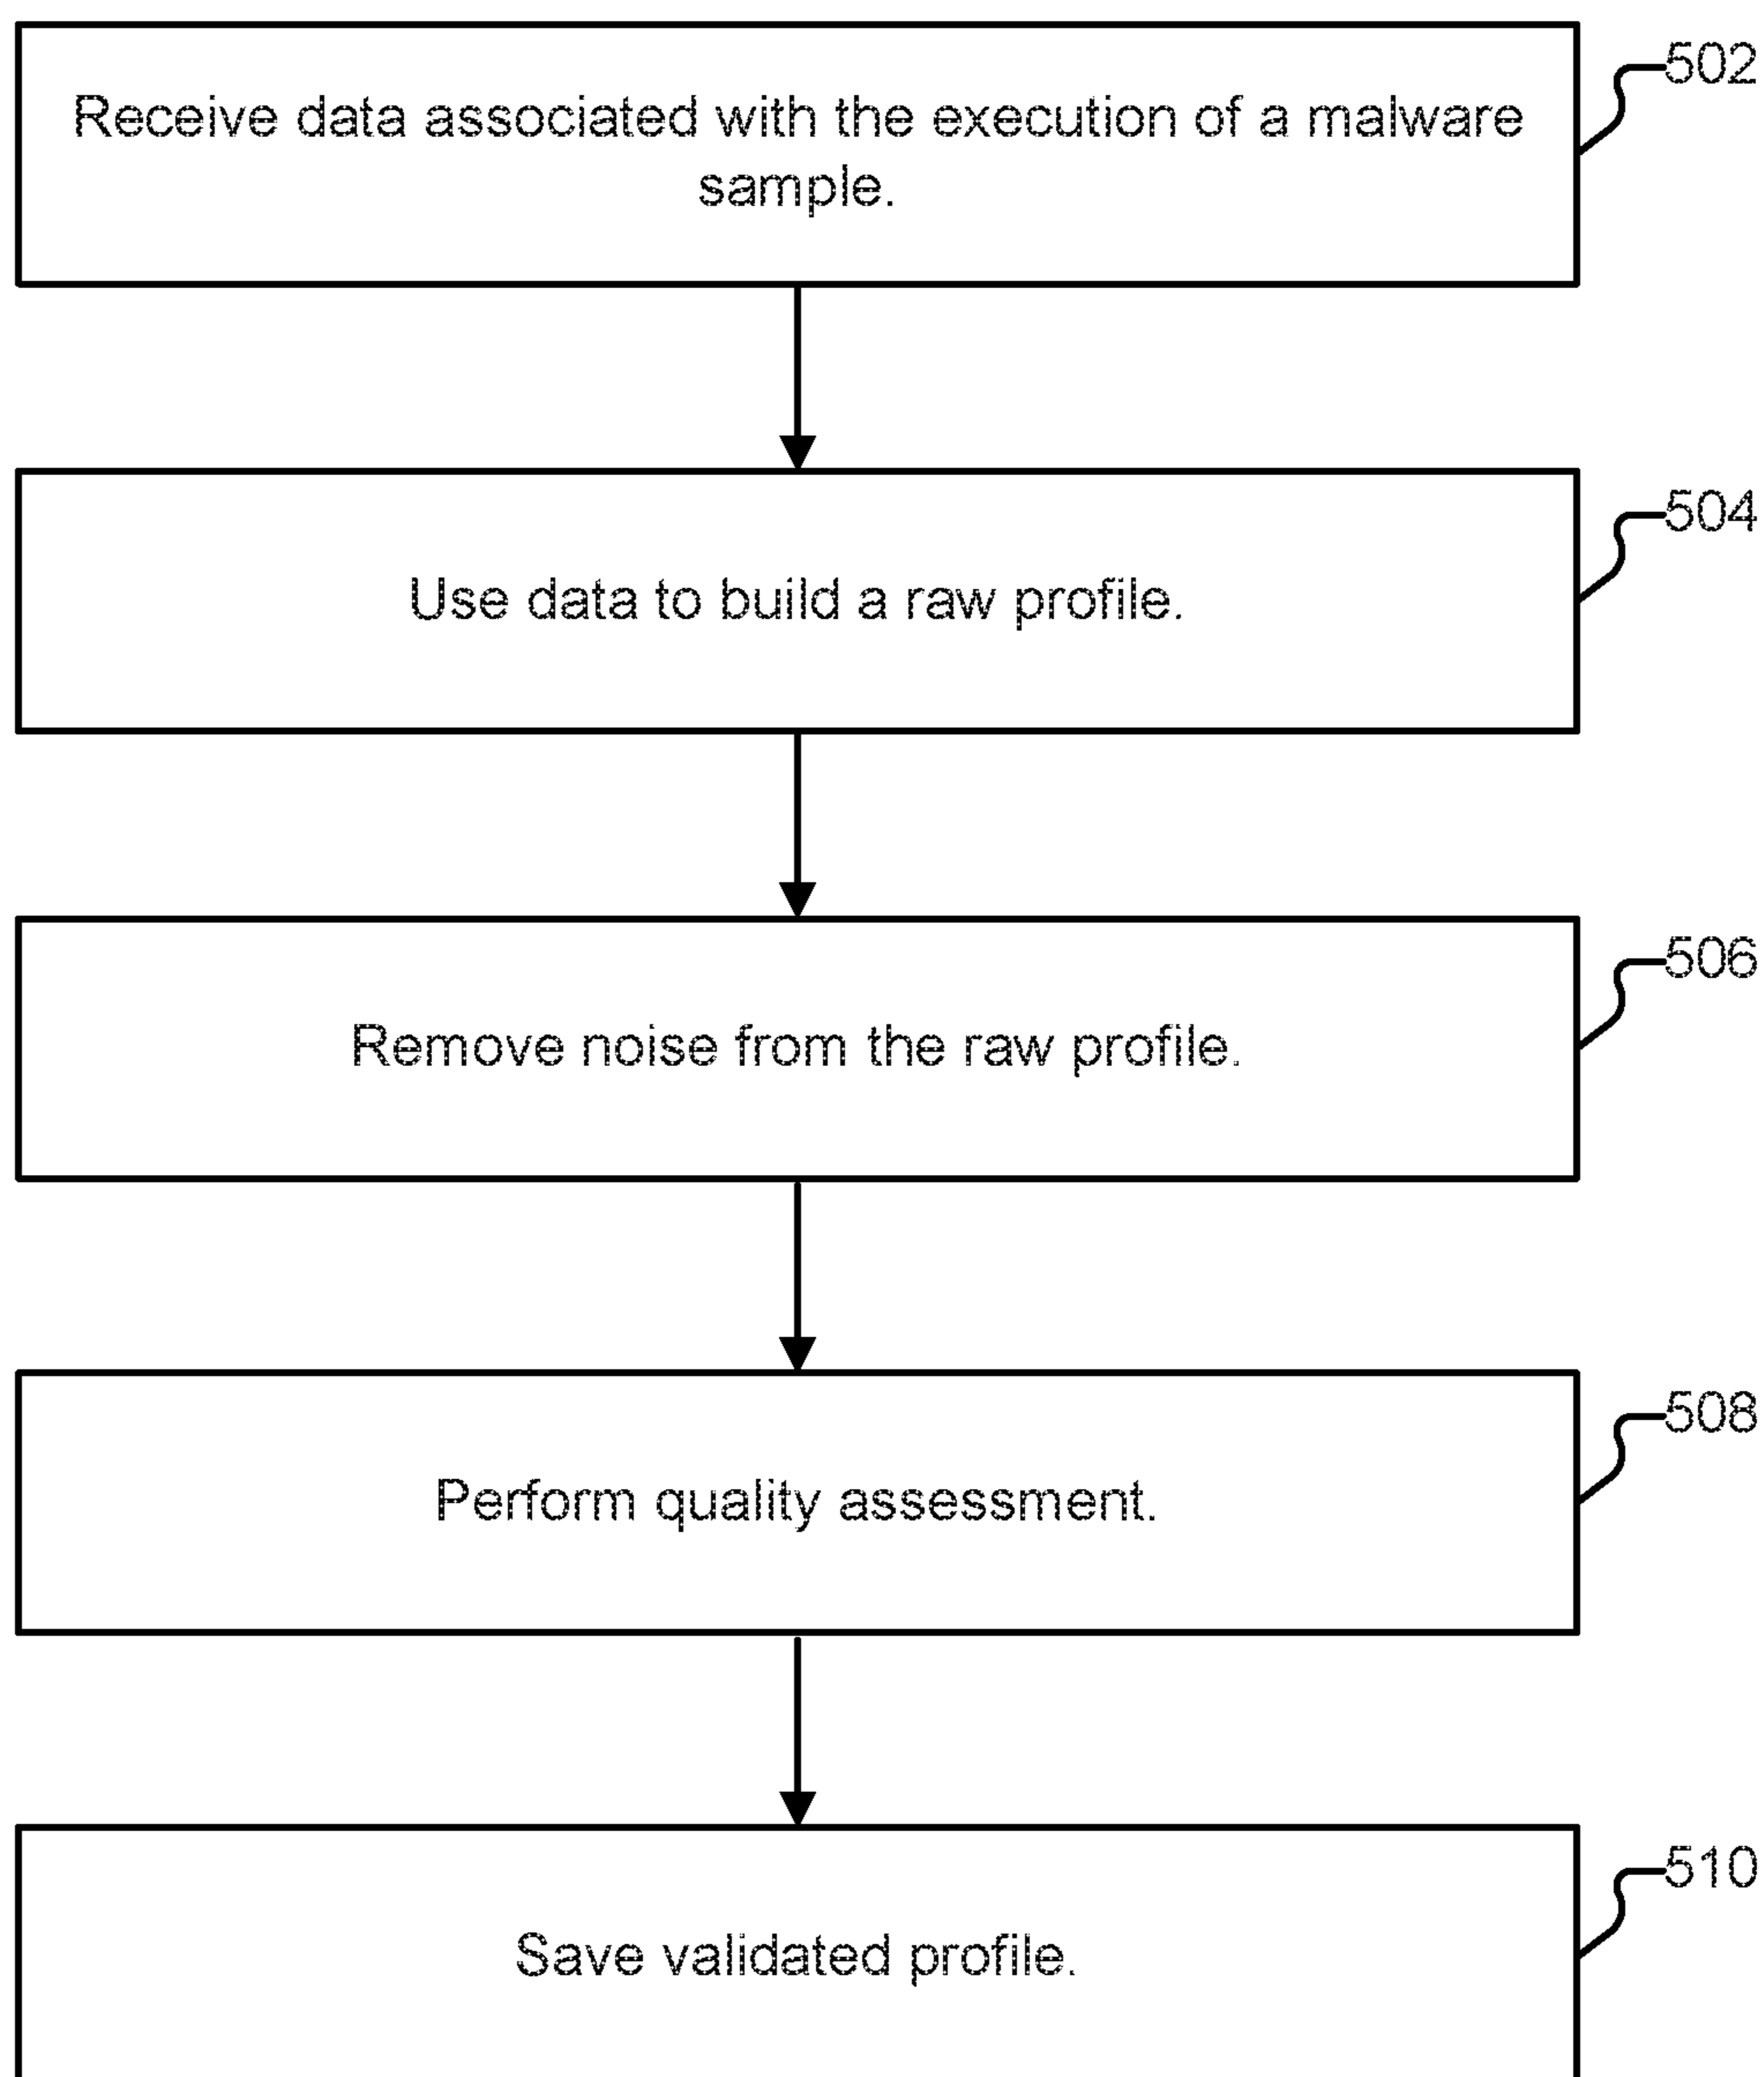 502
Receive data associated with the execution of a malware
sample.
504
Use data to build a raw profile.
506
Remove noise from the raw profile.
508
Perform quality assessment.
510
Save validated profile.